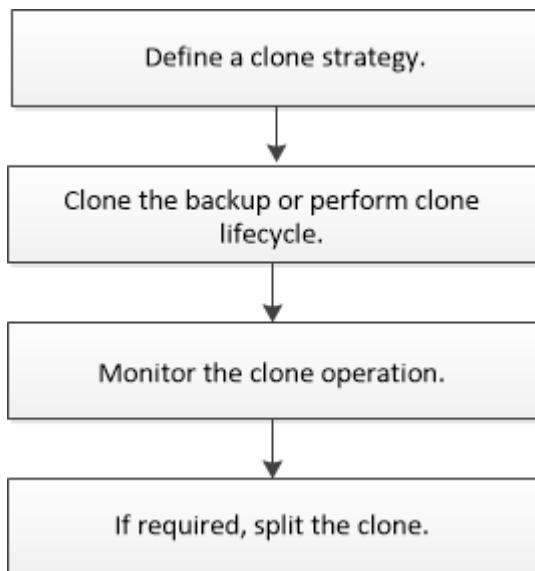 Define a clone strategy.
Clone the backup or perform clone
lifecycle.
Monitor the clone operation.
If required, split the clone.